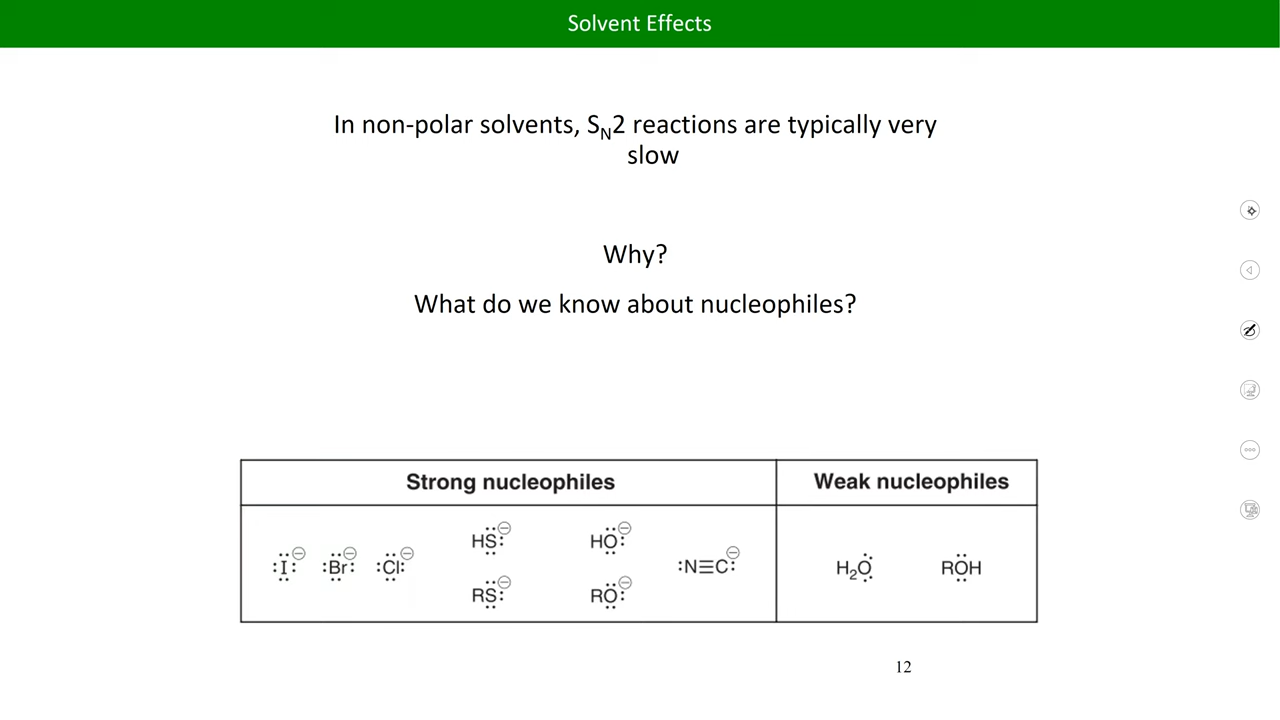 Solvent Effects
In non-polar solvents, SN2 reactions are typically very
slow
Why?
What do we know about nucleophiles?
Strong nucleophiles
Weak nucleophiles
:I:⊖ :Br:⊖ :Cl:⊖
HS:⊖
RS:⊖
HO:⊖
RO:⊖
:N≡C:⊖
H2O
ROH
12